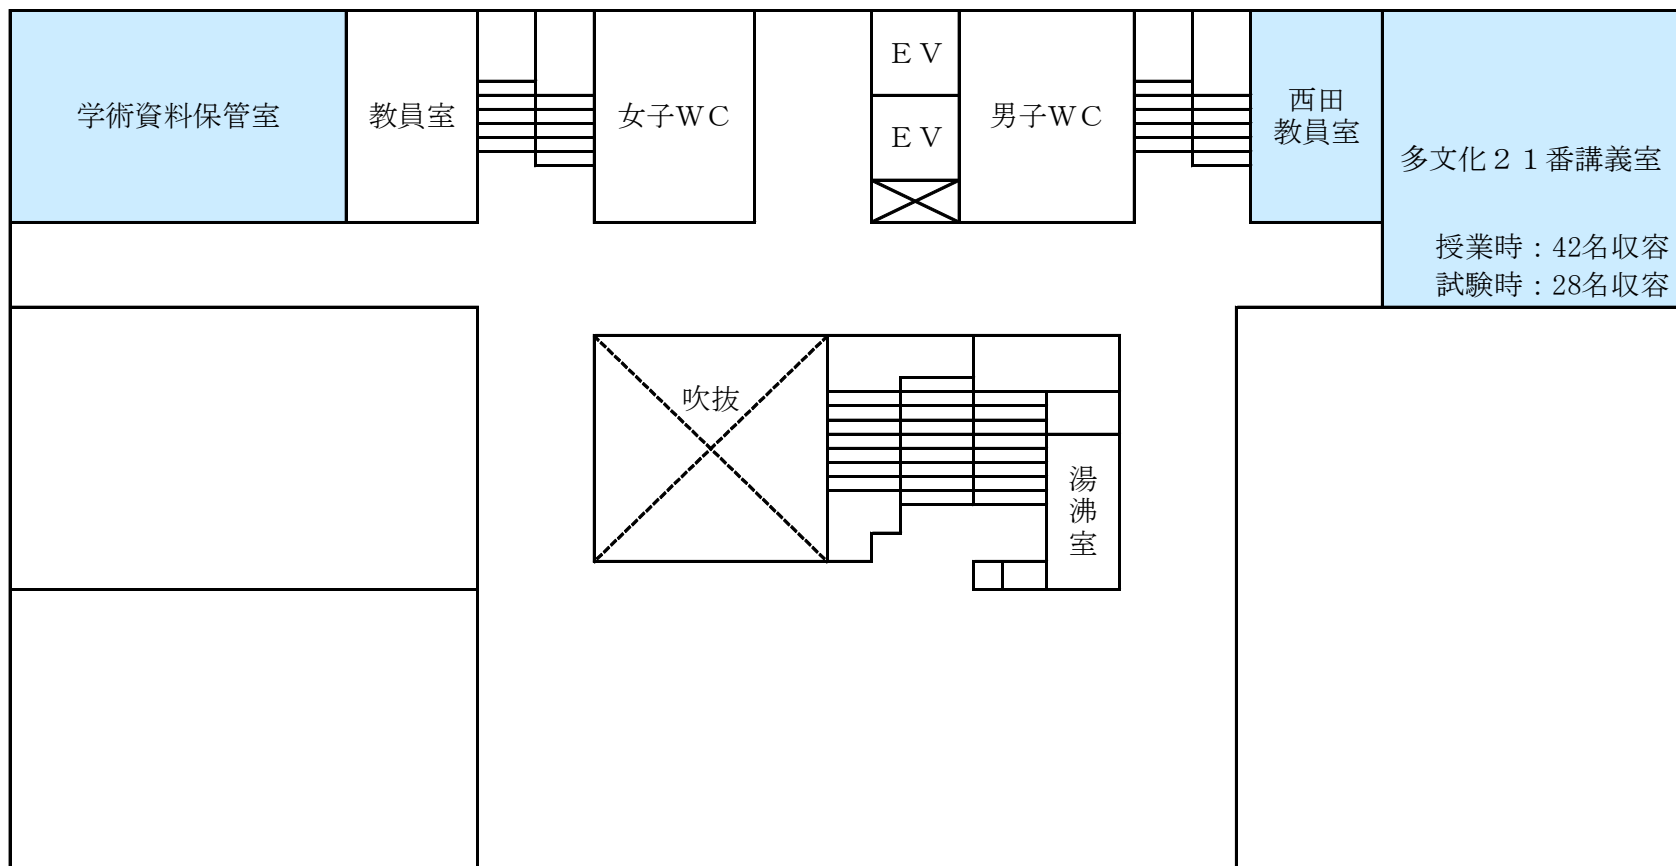 学術資料保管室
教員室
女子ＷＣ
ＥＶ
ＥＶ
男子ＷＣ
西田
教員室
多文化２１番講義室
授業時：42名収容
試験時：28名収容
吹抜
湯沸室